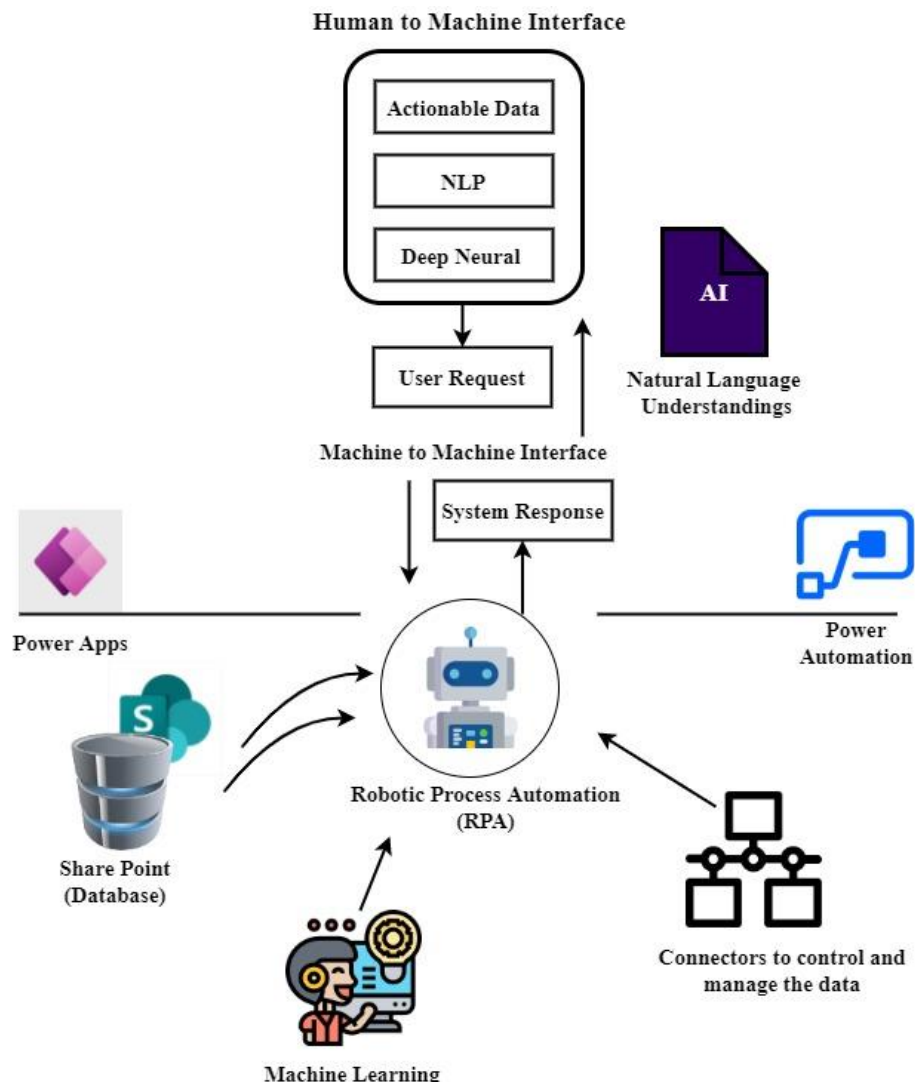 Human to Machine Interface
Actionable Data
NLP
Deep Neural
AI
User Request
Natural Language
Understandings
Machine to Machine Interface
System Response
Power Apps
Power
Automation
S
Robotic Process Automation
(RPA)
Share Point
(Database)
Connectors to control and
manage the data
Machine Learning